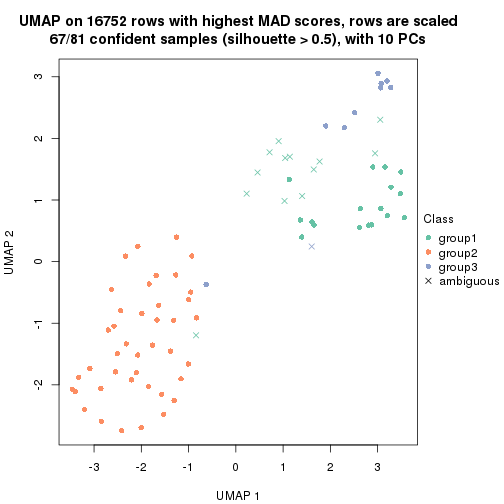 UMAP on 16752 rows with highest MAD scores, rows are scaled
67/81 confident samples (silhouette > 0.5), with 10 PCs
3
2
1
0
-1
-2
UMAP 2
-3 -2 -1 0 1 2 3
UMAP 1
Class
group1
group2
group3
ambiguous